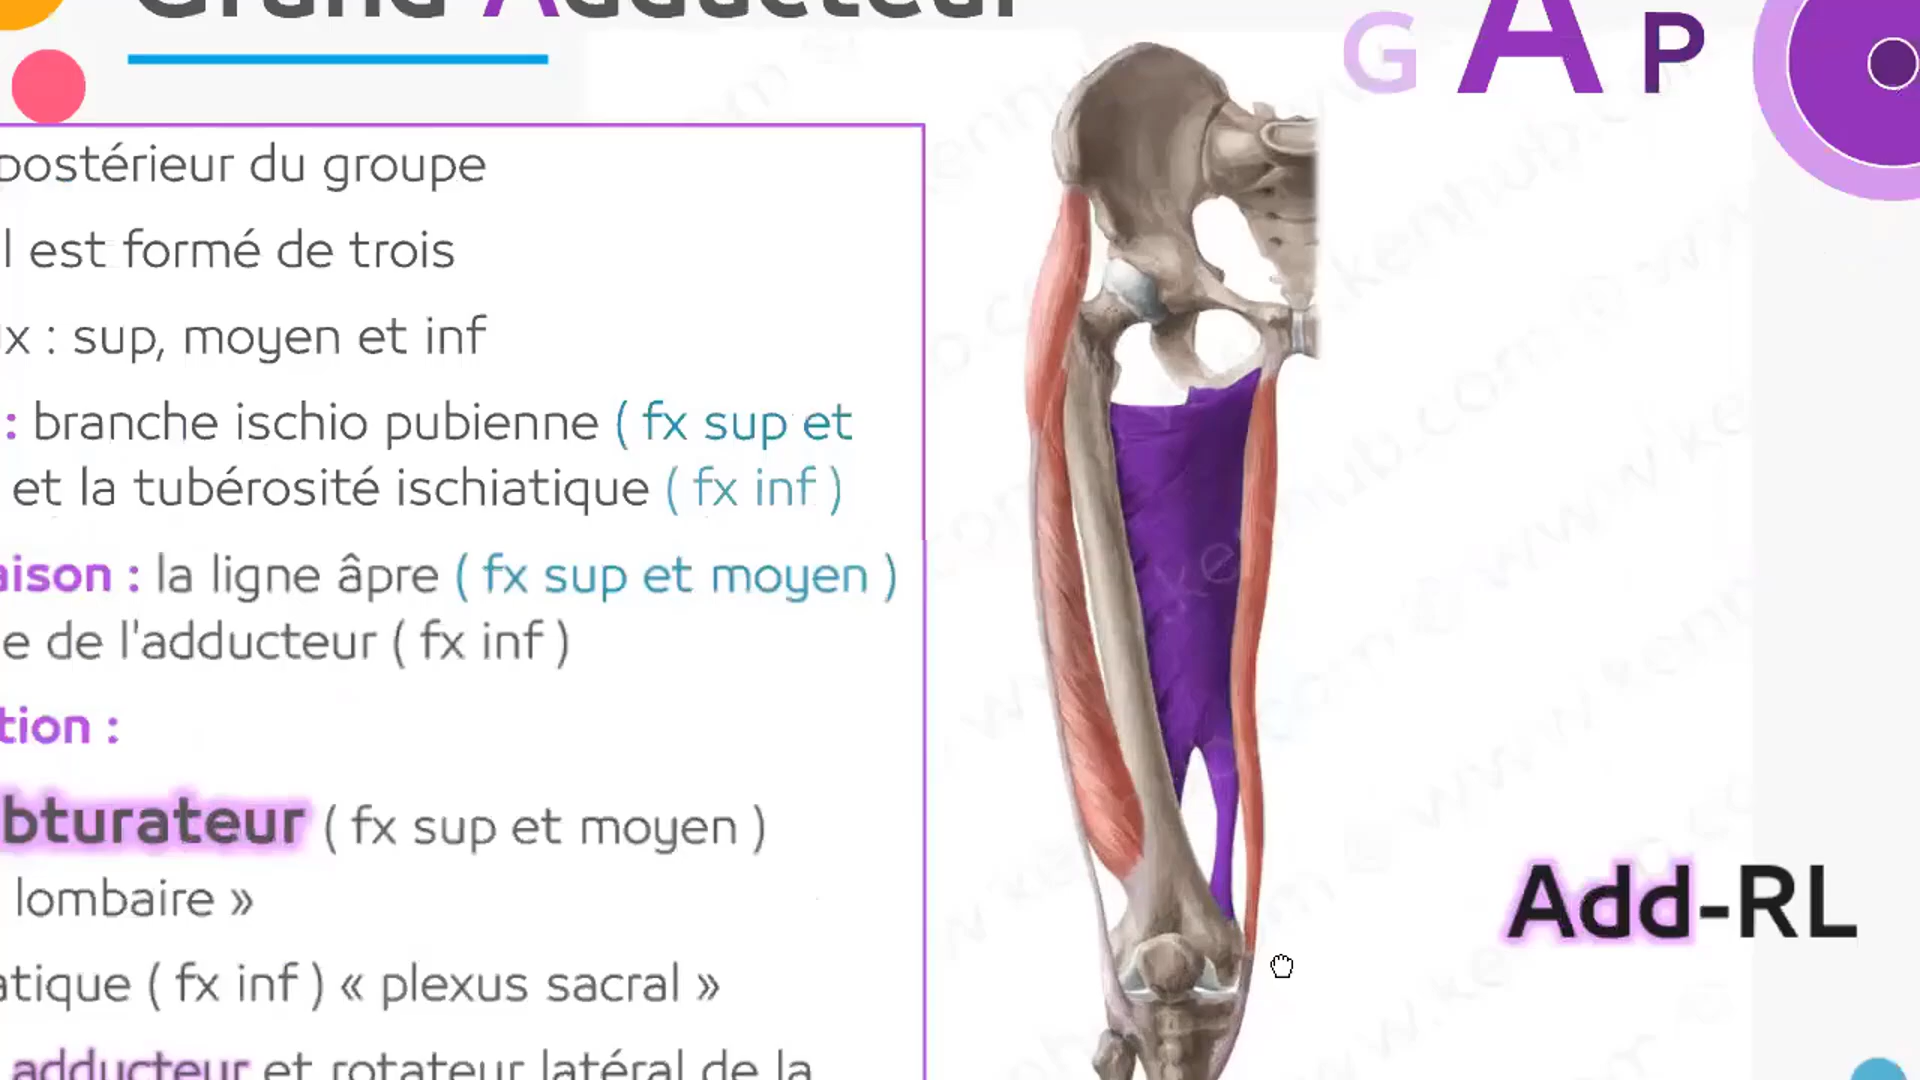 Grand Adducteur
G A P
postérieur du groupe
l est formé de trois
x : sup, moyen et inf
: branche ischio pubienne ( fx sup et
et la tubérosité ischiatique ( fx inf )
aison : la ligne âpre ( fx sup et moyen )
e de l'adducteur ( fx inf )
tion :
bturateur ( fx sup et moyen )
lombaire »
atique ( fx inf ) « plexus sacral »
adducteur et rotateur latéral de la
Add-RL